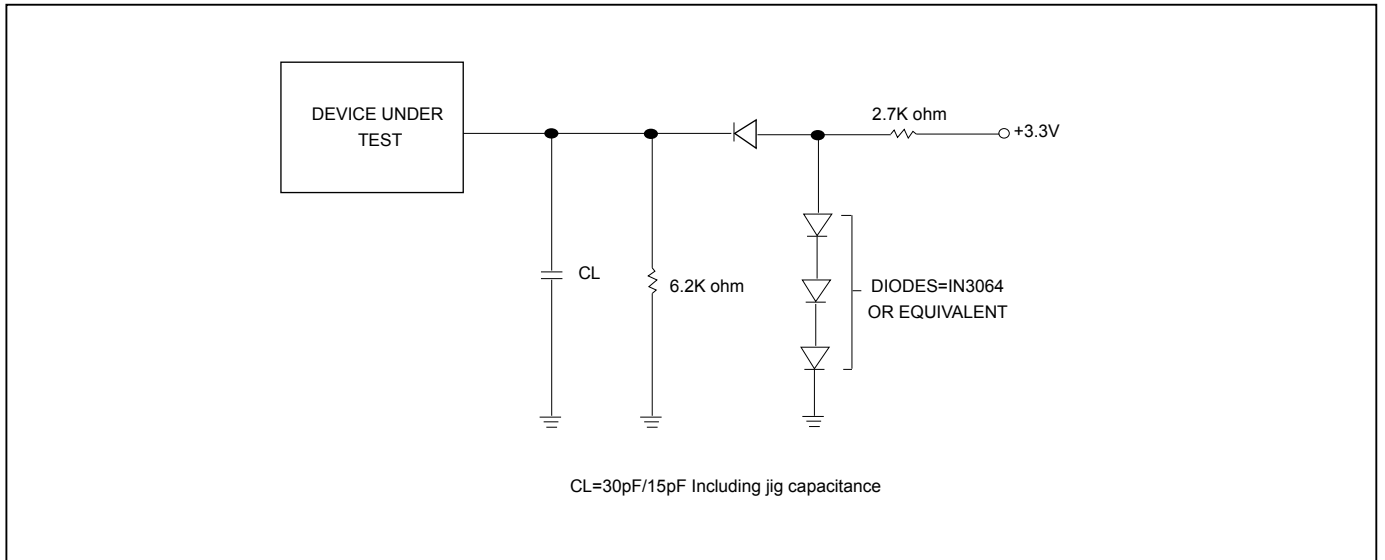 DEVICE UNDER
TEST
2.7K ohm
+3.3V
CL
6.2K ohm
DIODES=IN3064
OR EQUIVALENT
CL=30pF/15pF Including jig capacitance